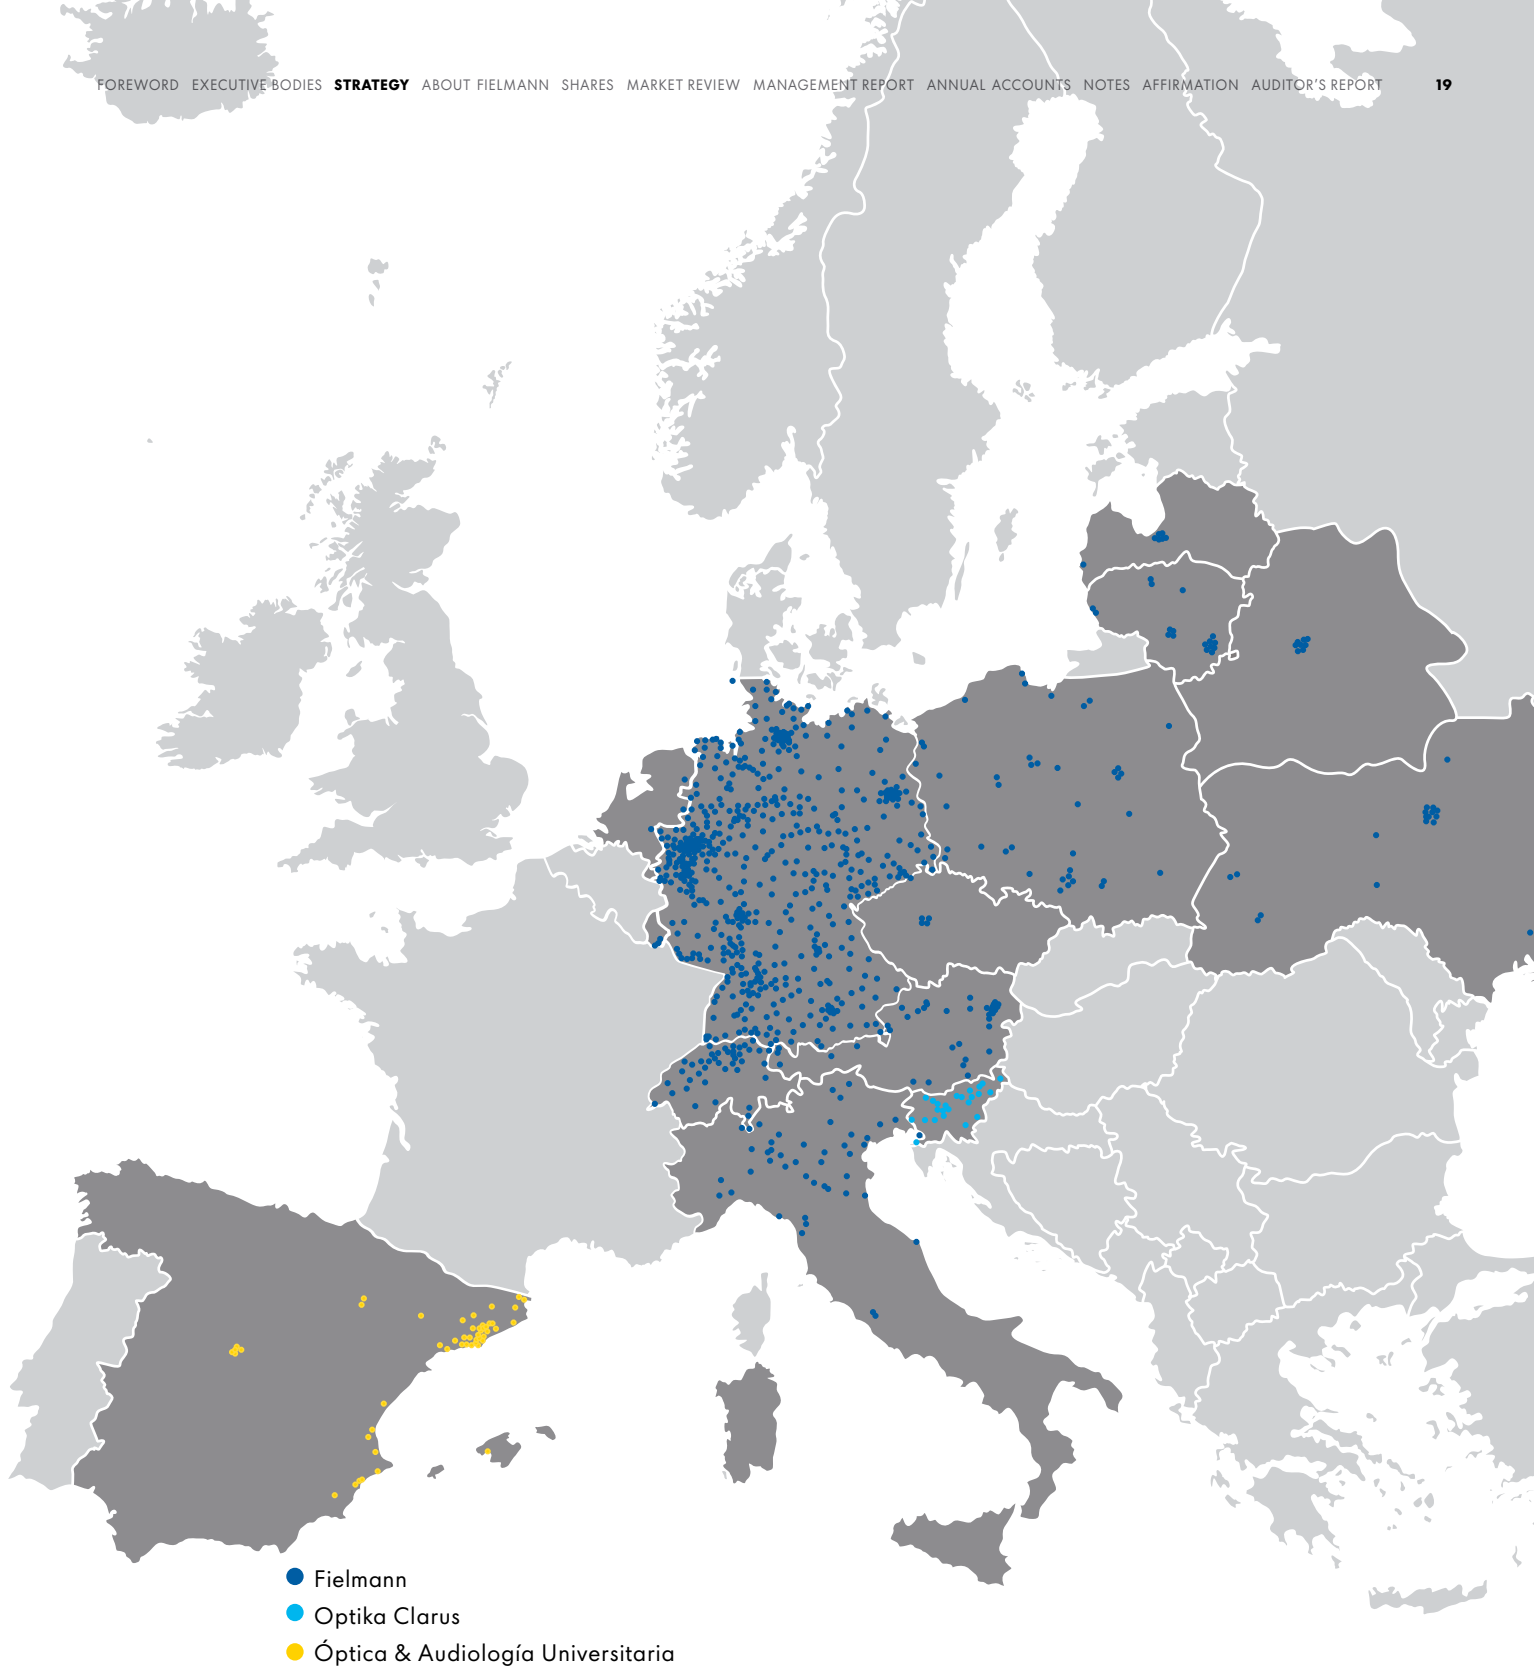 FOREWORD EXECUTIVE BODIES STRATEGY ABOUT FIELMANN SHARES MARKET REVIEW MANAGEMENT REPORT ANNUAL ACCOUNTS NOTES AFFIRMATION AUDITOR'S REPORT 19
Fielmann
Optika Clarus
Óptica & Audiología Universitaria